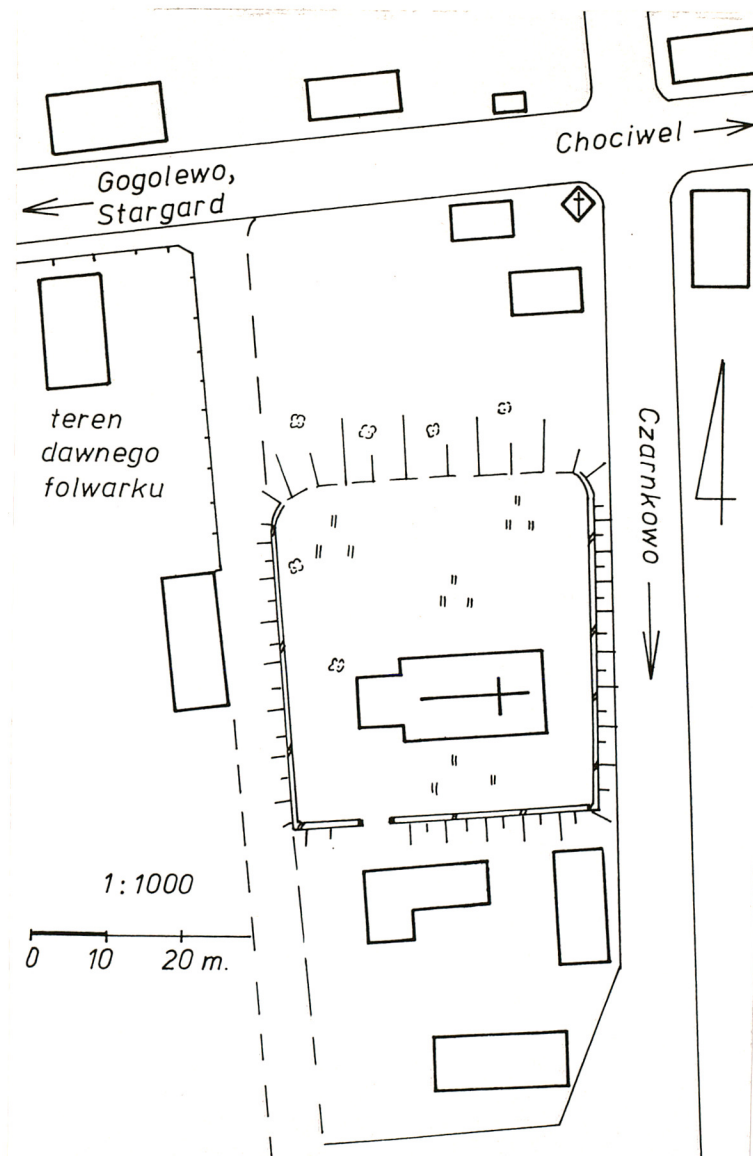 Chociwel
Gogolewo,
Stargard
teren
dawnego
folwarku
Czarnkowo
1:1000
0 10 20 m.